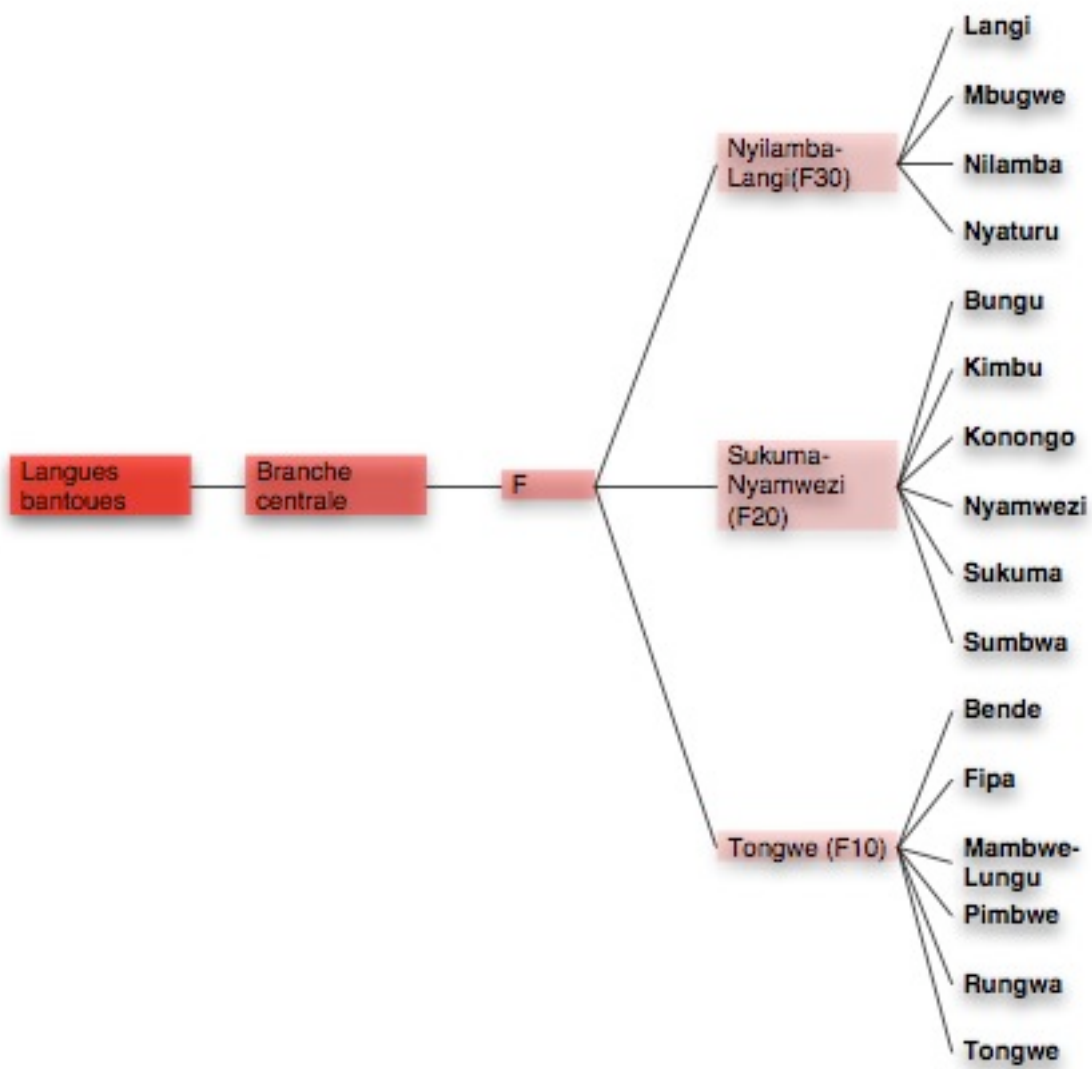 Langues
bantoues
Branche
centrale
F
Nyilamba-
Langi(F30)
Langi
Mbugwe
Nilamba
Nyaturu
Sukuma-
Nyamwezi
(F20)
Bungu
Kimbu
Konongo
Nyamwezi
Sukuma
Sumbwa
Tongwe (F10)
Bende
Fipa
Mambwe-
Lungu
Pimbwe
Rungwa
Tongwe